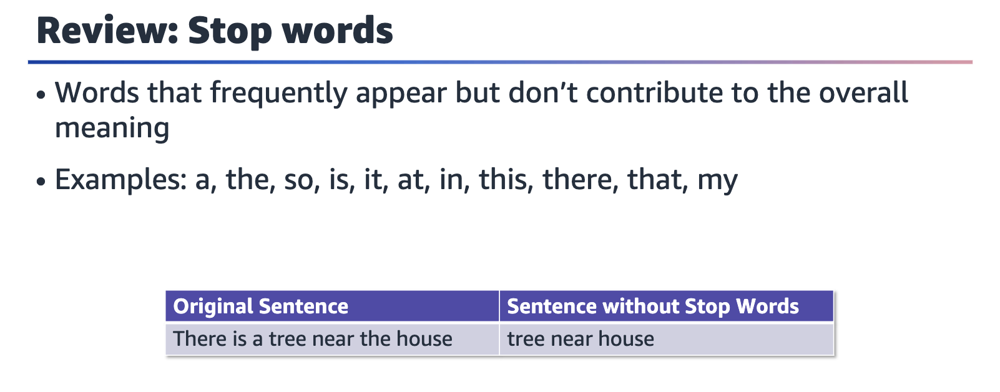 Review: Stop words
• Words that frequently appear but don’t contribute to the overall
meaning
• Examples: a, the, so, is, it, at, in, this, there, that, my
Original Sentence Sentence without Stop Words
There is a tree near the house tree near house